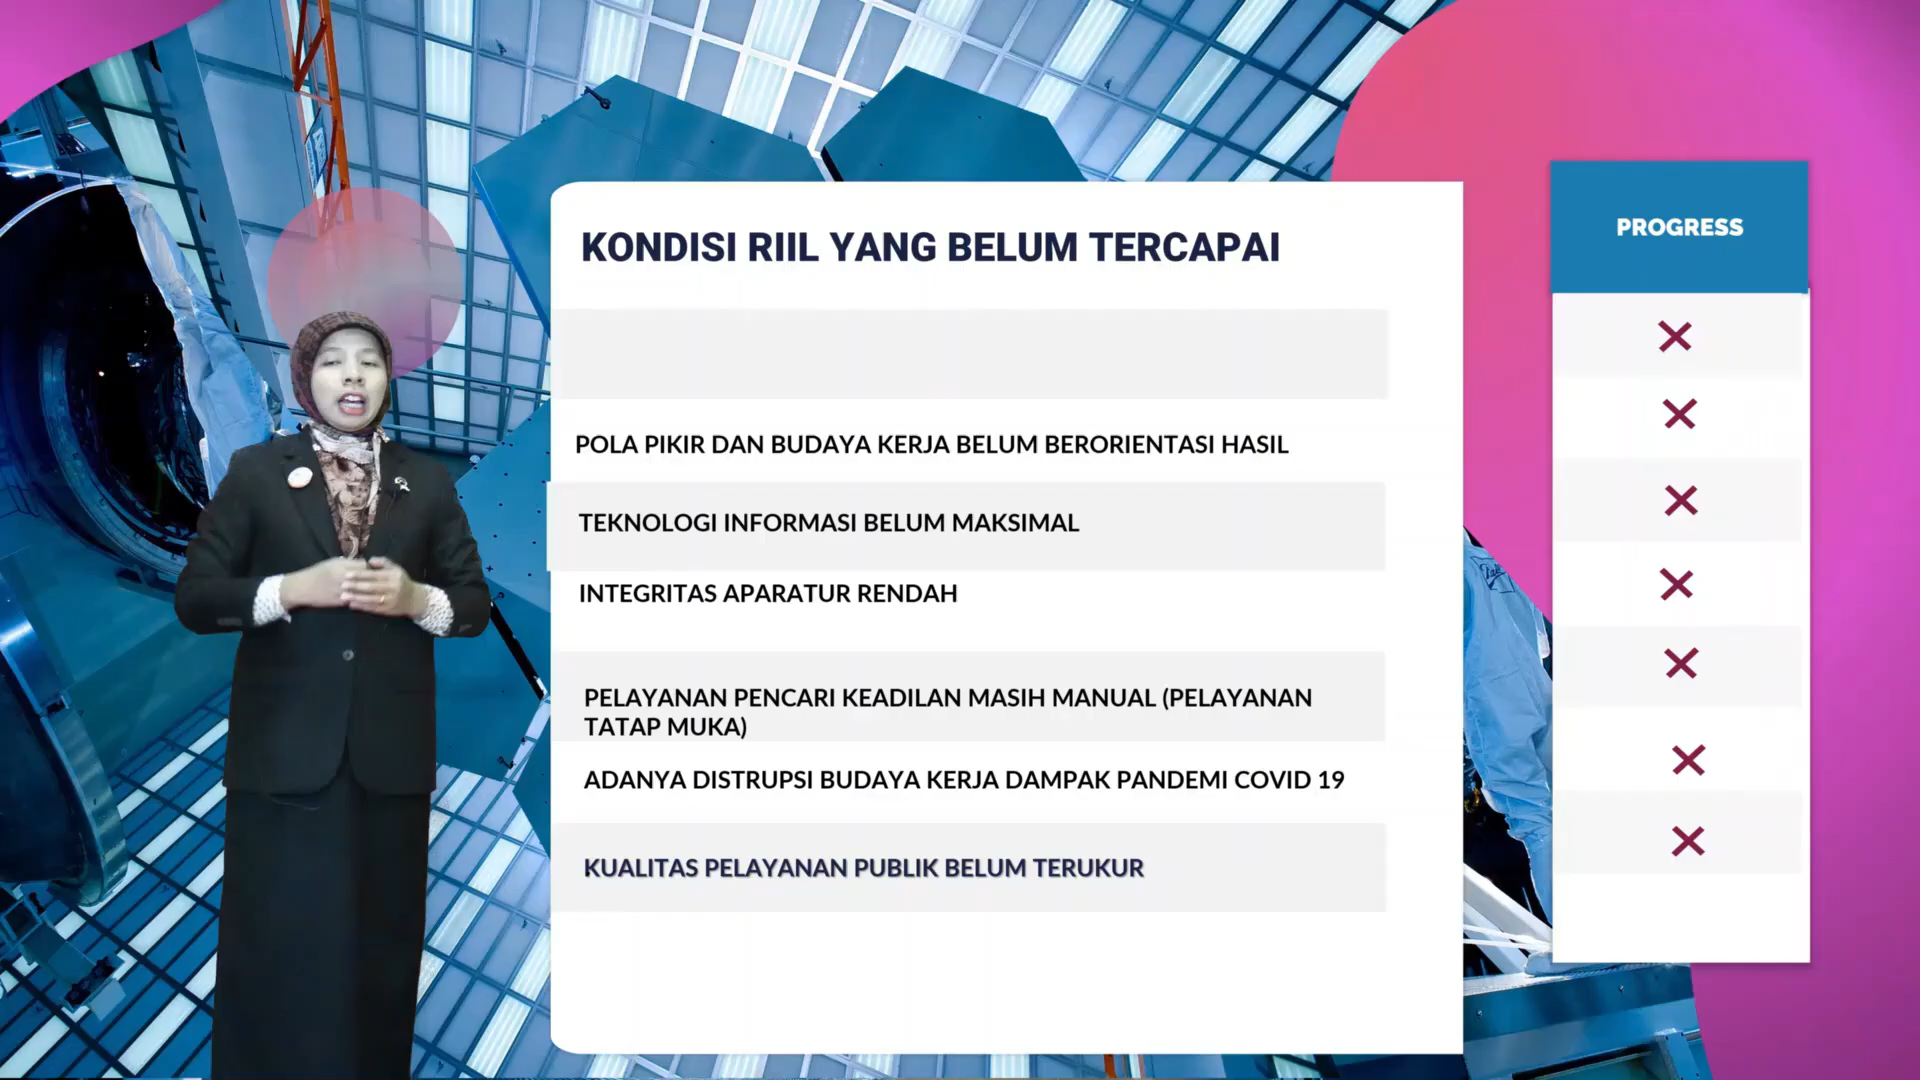 KONDISI RIIL YANG BELUM TERCAPAI
PROGRESS
POLA PIKIR DAN BUDAYA KERJA BELUM BERORIENTASI HASIL
TEKNOLOGI INFORMASI BELUM MAKSIMAL
INTEGRITAS APARATUR RENDAH
PELAYANAN PENCARI KEADILAN MASIH MANUAL (PELAYANAN
TATAP MUKA)
ADANYA DISTRUPSI BUDAYA KERJA DAMPAK PANDEMI COVID 19
KUALITAS PELAYANAN PUBLIK BELUM TERUKUR